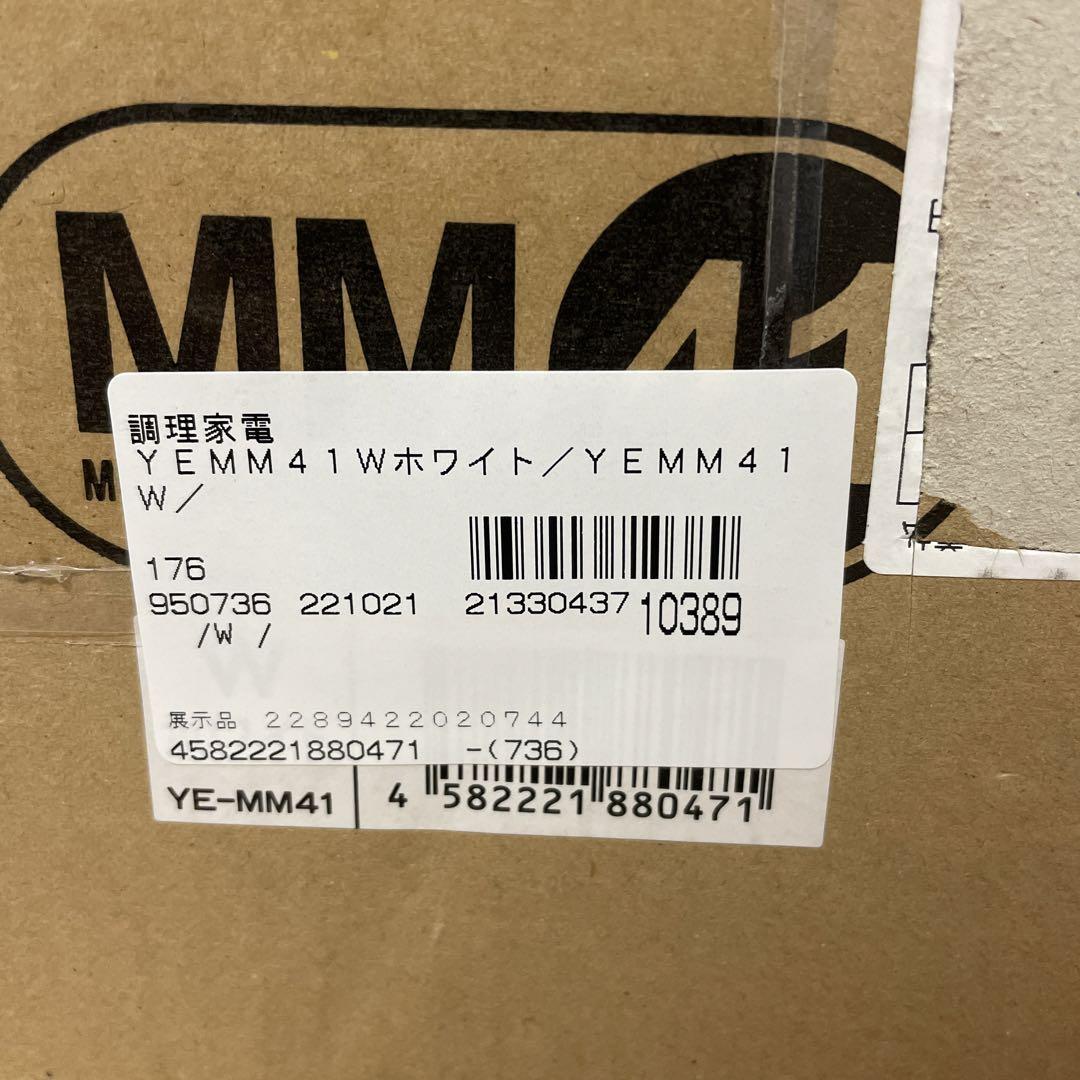 MM41
M
調理家電
ＹＥＭＭ４１Ｗホワイト／ＹＥＭＭ４１
Ｗ／
176
950736 221021 21330437 10389
/W /
展示品 ２２８９４２２０２０７４４
4582221880471 -(736)
YE-MM41
4 582221 880471